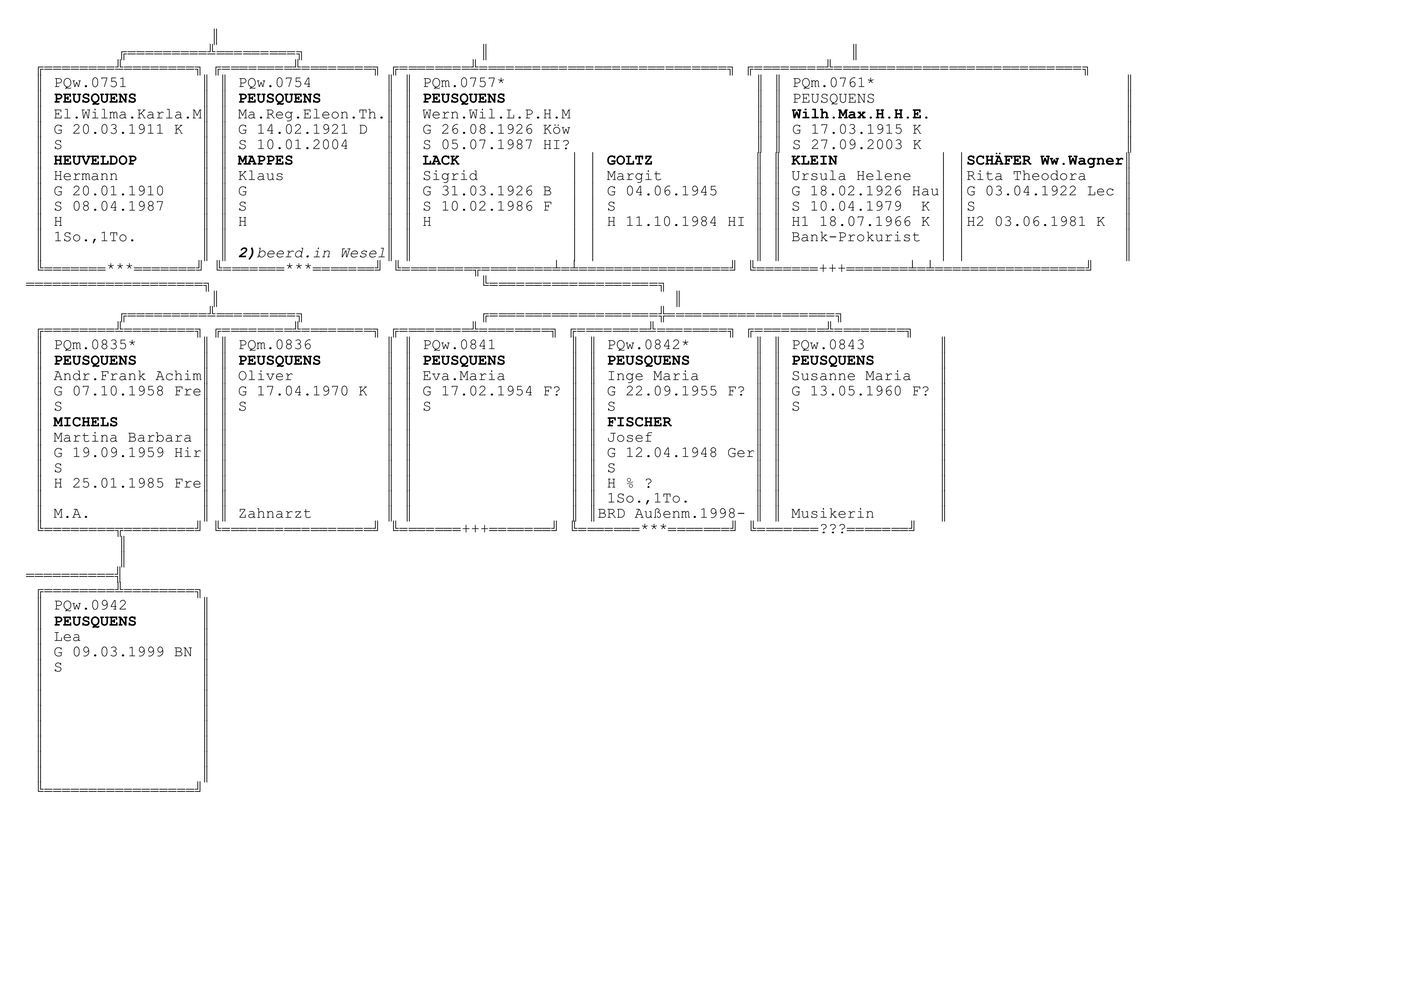 PQw.0751
PEUSQUENS
El.Wilma.Karla.M
G 20.03.1911 K
S
HEUVELDOP
Hermann
G 20.01.1910
S 08.04.1987
H
1So.,1To.
***
PQw.0754
PEUSQUENS
Ma.Reg.Eleon.Th.
G 14.02.1921 D
S 10.01.2004
MAPPES
Klaus
G
S
H
2)beerd.in Wesel
***
PQm.0757*
PEUSQUENS
Wern.Wil.L.P.H.M
G 26.08.1926 Köw
S 05.07.1987 HI?
LACK
Sigrid
G 31.03.1926 B
S 10.02.1986 F
H
GOLTZ
Margit
G 04.06.1945
S
H 11.10.1984 HI
PQm.0761*
PEUSQUENS
Wilh.Max.H.H.E.
G 17.03.1915 K
S 27.09.2003 K
KLEIN
Ursula Helene
G 18.02.1926 Hau
S 10.04.1979  K
H1 18.07.1966 K
Bank-Prokurist
+++
SCHÄFER Ww.Wagner
Rita Theodora
G 03.04.1922 Lec
S
H2 03.06.1981 K
PQm.0835*
PEUSQUENS
Andr.Frank Achim
G 07.10.1958 Fre
S
MICHELS
Martina Barbara
G 19.09.1959 Hir
S
H 25.01.1985 Fre
M.A.
PQm.0836
PEUSQUENS
Oliver
G 17.04.1970 K
S
Zahnarzt
PQw.0841
PEUSQUENS
Eva.Maria
G 17.02.1954 F?
S
+++
PQw.0842*
PEUSQUENS
Inge Maria
G 22.09.1955 F?
S
FISCHER
Josef
G 12.04.1948 Ger
S
H % ?
1So.,1To.
BRD Außenm.1998-
***
PQw.0843
PEUSQUENS
Susanne Maria
G 13.05.1960 F?
S
Musikerin
???
PQw.0942
PEUSQUENS
Lea
G 09.03.1999 BN
S